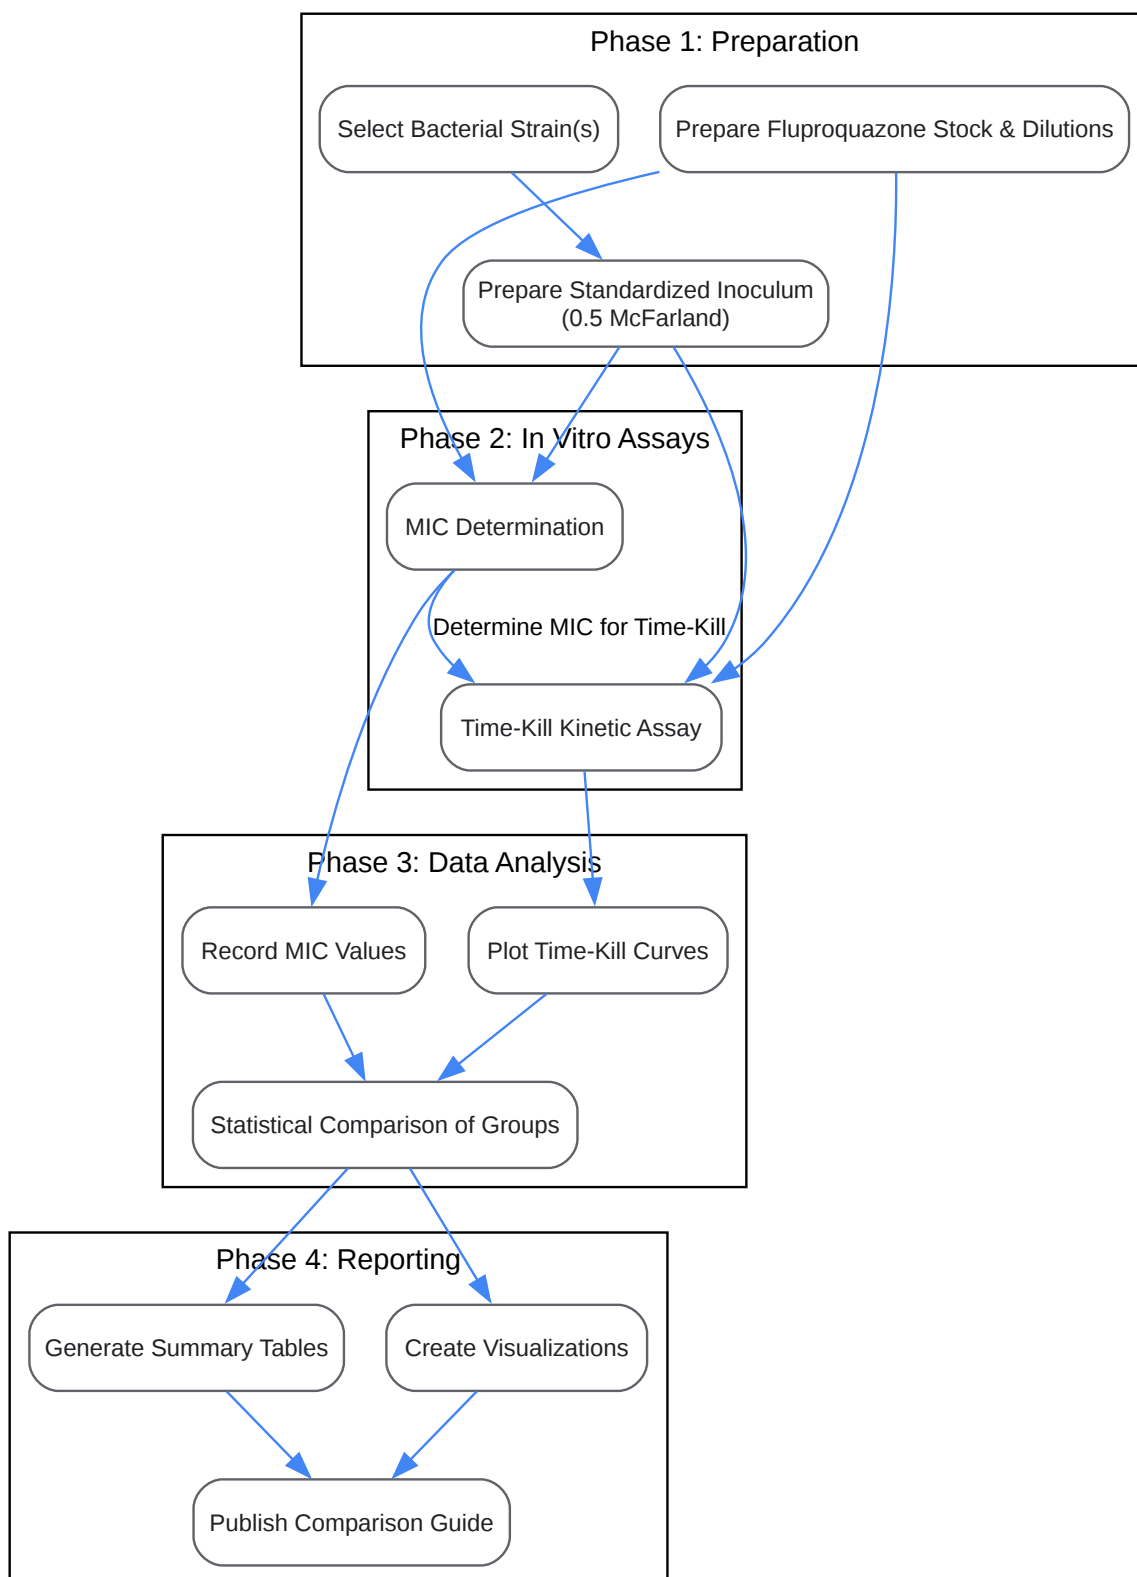 Phase 1: Preparation
Select Bacterial Strain(s)
Prepare Fluproquazone Stock & Dilutions
Prepare Standardized Inoculum
(0.5 McFarland)
Phase 2: In Vitro Assays
MIC Determination
Determine MIC for Time-Kill
Time-Kill Kinetic Assay
Phase 3: Data Analysis
Record MIC Values
Plot Time-Kill Curves
Statistical Comparison of Groups
Phase 4: Reporting
Generate Summary Tables
Create Visualizations
Publish Comparison Guide